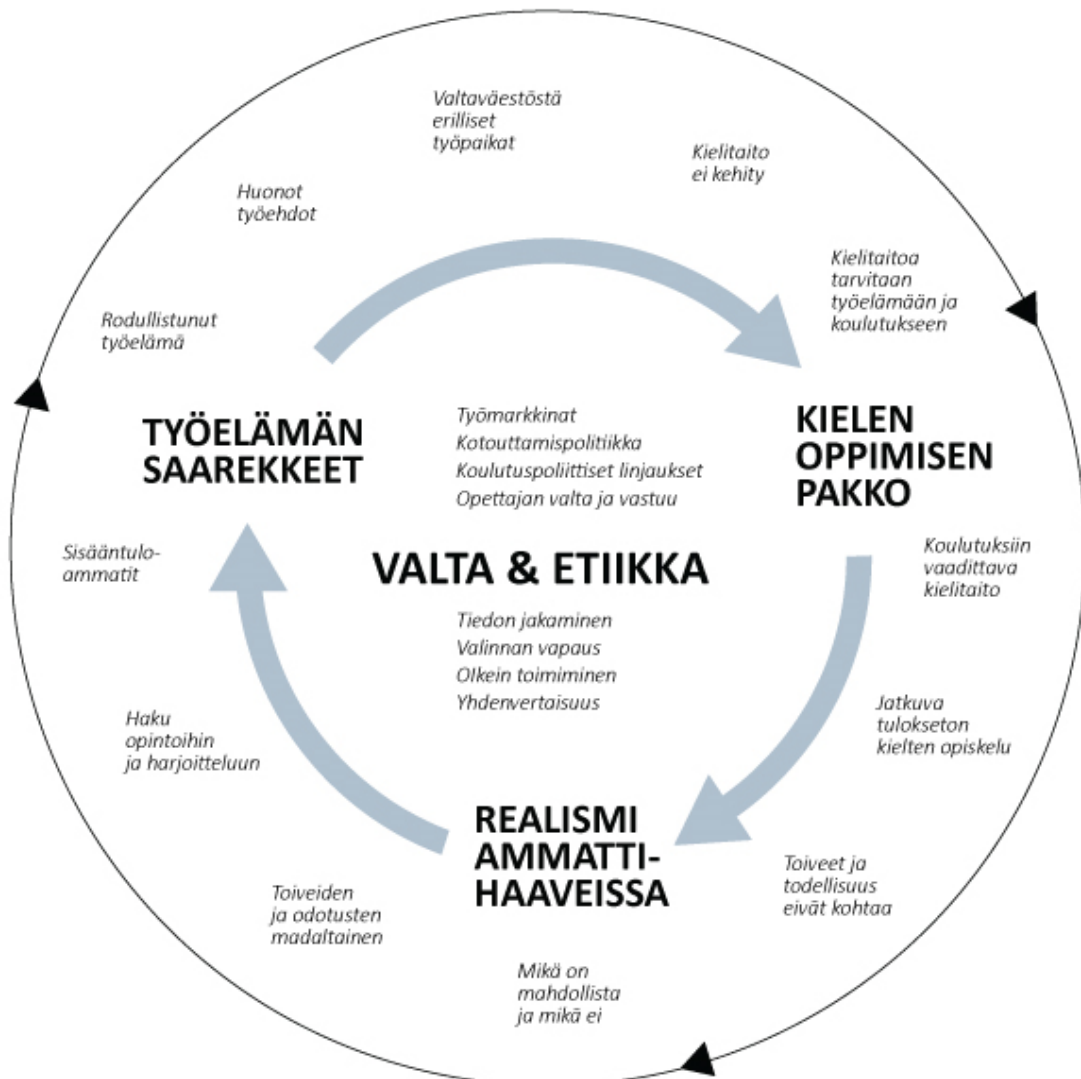 Valtaväestöstä
erilliset
työpaikat
Kielitaito
ei kehity
Huonot
työehdot
Kielitaitoa
tarvitaan
työelämään ja
koulutukseen
Rodullistunut
työelämä
TYÖELÄMÄN
SAAREKKEET
Työmarkkinat
Kotouttamispolitiikka
Koulutuspoliittiset linjaukset
Opettajan valta ja vastuu
KIELEN
OPPIMISEN
PAKKO
VALTA & ETIIKKA
Sisääntulo-
ammatit
Koulutuksiin
vaadittava
kielitaito
Tiedon jakaminen
Valinnan vapaus
OIkein toimiminen
Yhdenvertaisuus
Haku
opintoihin
ja harjoitteluun
Jatkuva
tulokseton
kielten opiskelu
REALISMI
AMMATTI-
HAAVEISSA
Toiveiden
ja odotusten
madaltainen
Toiveet ja
todellisuus
eivät kohtaa
Mikä on
mahdollista
ja mikä ei